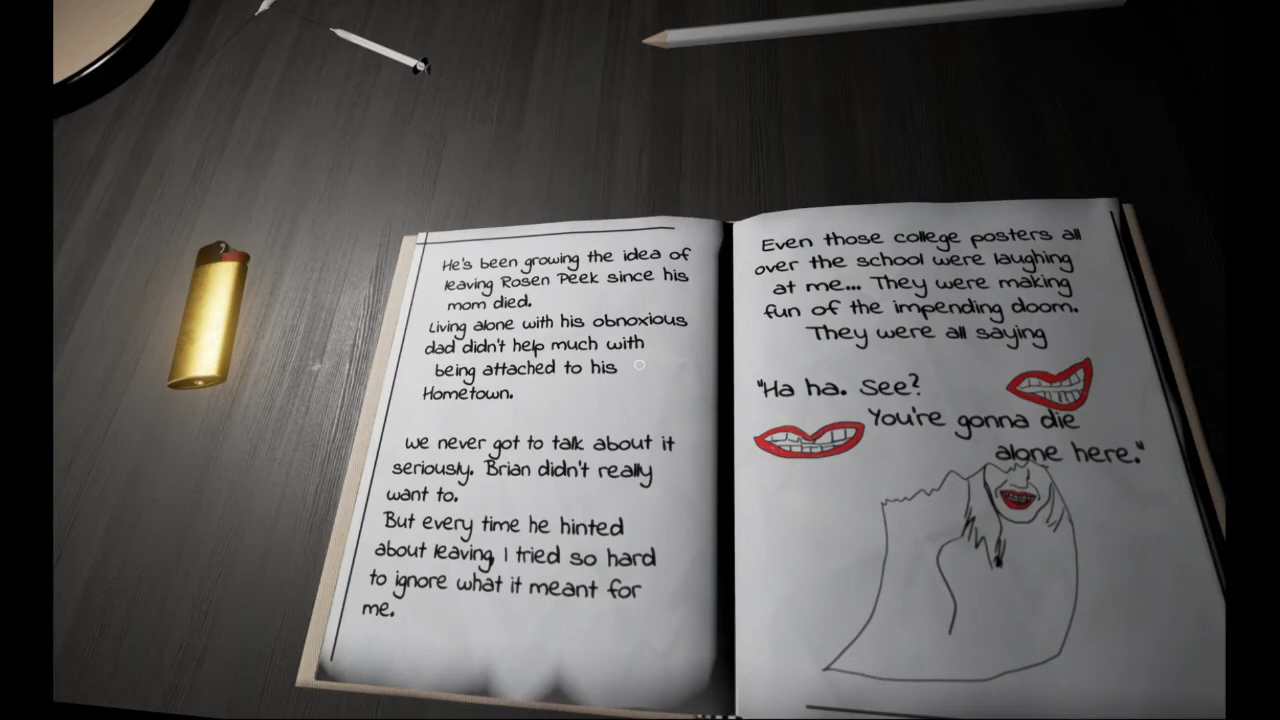 He's been growing the idea of
leaving Rosen Peek since his
mom died.
Living alone with his obnoxious
dad didn't help much with
being attached to his
Hometown.
we never got to talk about it
seriously. Brian didn't really
want to.
But every time he hinted
about leaving, I tried so hard
to ignore what it meant for
me.
Even those college posters all
over the school were laughing
at me... They were making
fun of the impending doom.
They were all saying
"Ha ha. See?
You're gonna die
alone here."